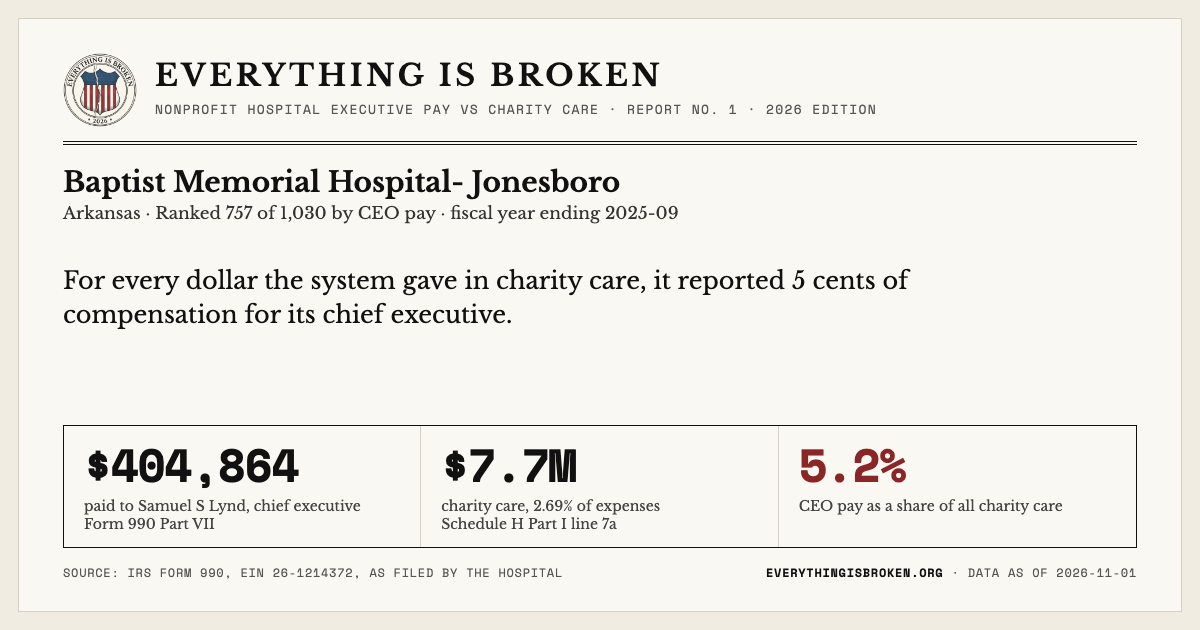 EVERYTHING IS BROKEN
EVERYTHING IS BROKEN
• 2026 •
NONPROFIT HOSPITAL EXECUTIVE PAY VS CHARITY CARE · REPORT NO. 1 · 2026 EDITION
Baptist Memorial Hospital- Jonesboro
Arkansas · Ranked 757 of 1,030 by CEO pay · fiscal year ending 2025-09
For every dollar the system gave in charity care, it reported 5 cents of
compensation for its chief executive.
$404,864
paid to Samuel S Lynd, chief executive
Form 990 Part VII
$7.7M
charity care, 2.69% of expenses
Schedule H Part I line 7a
5.2%
CEO pay as a share of all charity care
SOURCE: IRS FORM 990, EIN 26-1214372, AS FILED BY THE HOSPITAL
EVERYTHINGISBROKEN.ORG · DATA AS OF 2026-11-01